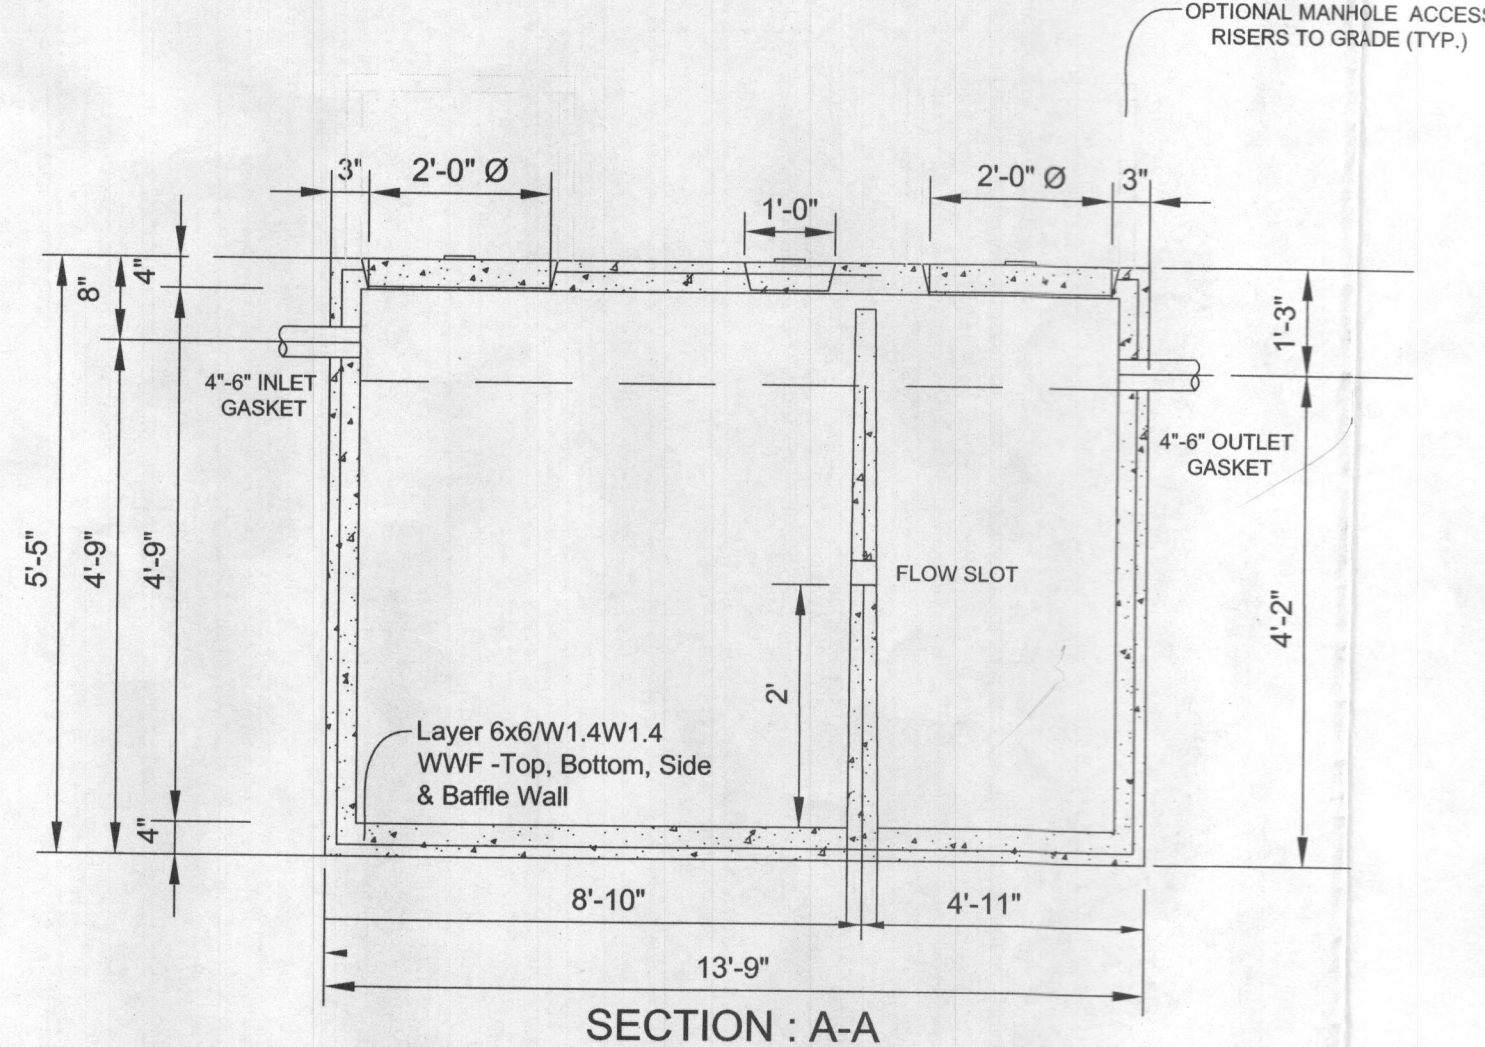 OPTIONAL MANHOLE ACCESS
RISERS TO GRADE (TYP.)
3"
2'-0" Ø
1'-0"
2'-0" Ø
3"
4"
8"
1'-3"
4"-6" INLET
GASKET
4"-6" OUTLET
GASKET
5'-5"
4'-9"
4'-9"
FLOW SLOT
4'-2"
2'
Layer 6x6/W1.4W1.4
WWF -Top, Bottom, Side
& Baffle Wall
4"
8'-10"
4'-11"
13'-9"
SECTION : A-A